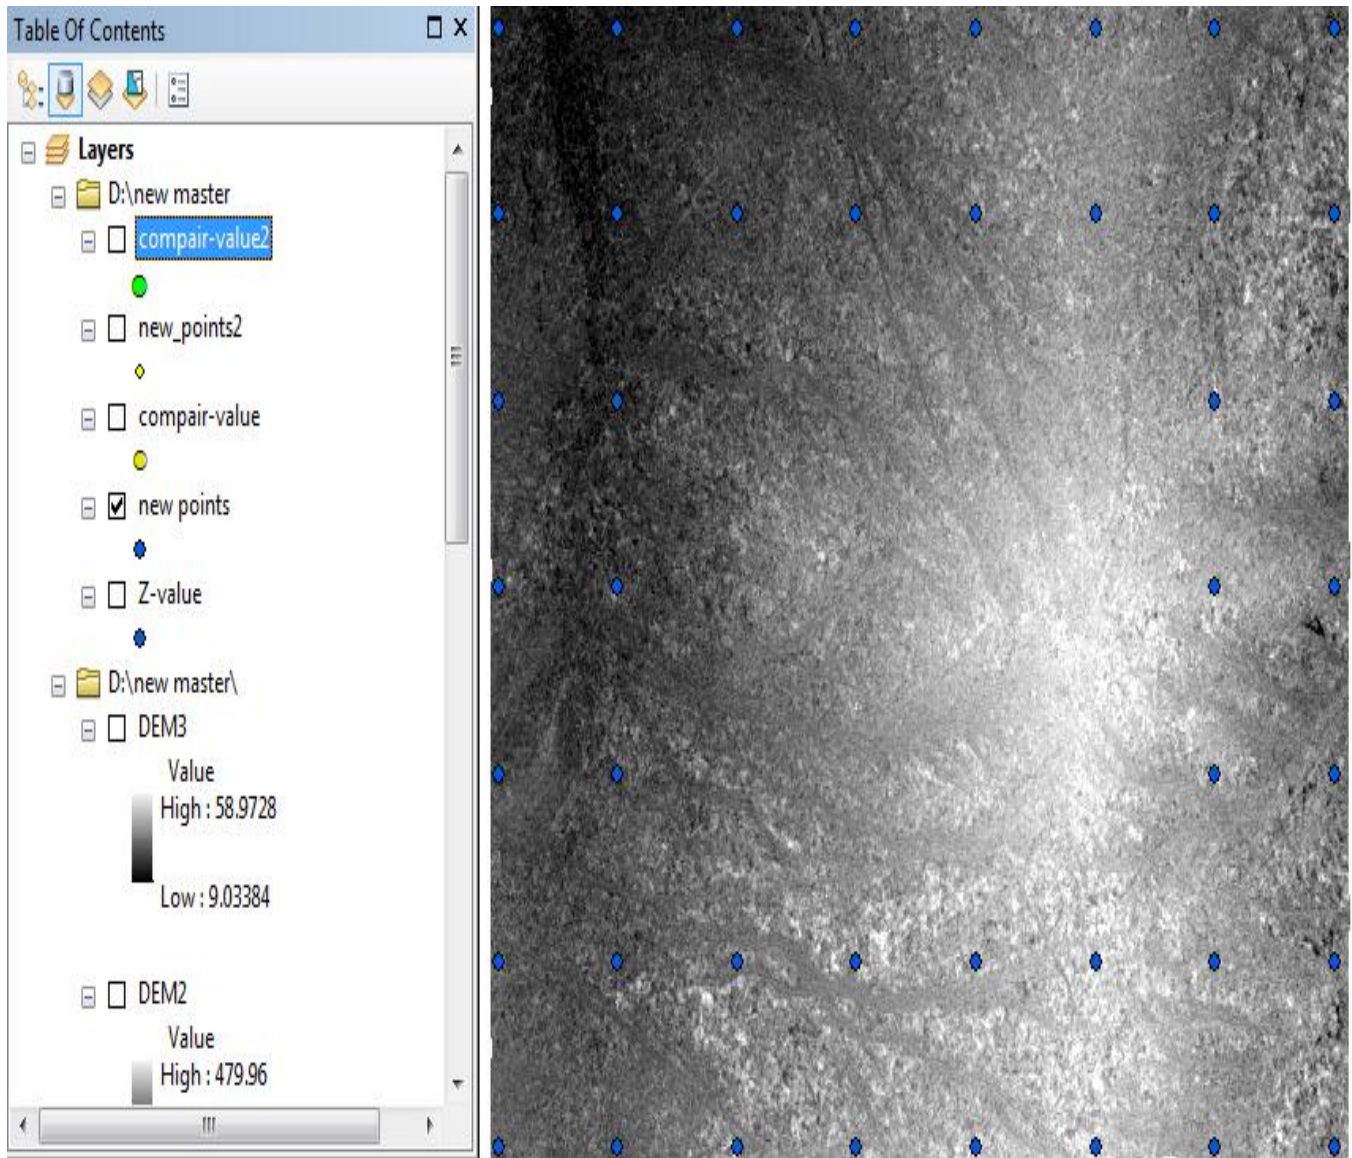 Table Of Contents
Layers
D:\new master
compair-value2
new_points2
compair-value
new points
Z-value
D:\new master\
DEM3
Value
High : 58.9728
Low : 9.03384
DEM2
Value
High : 479.96